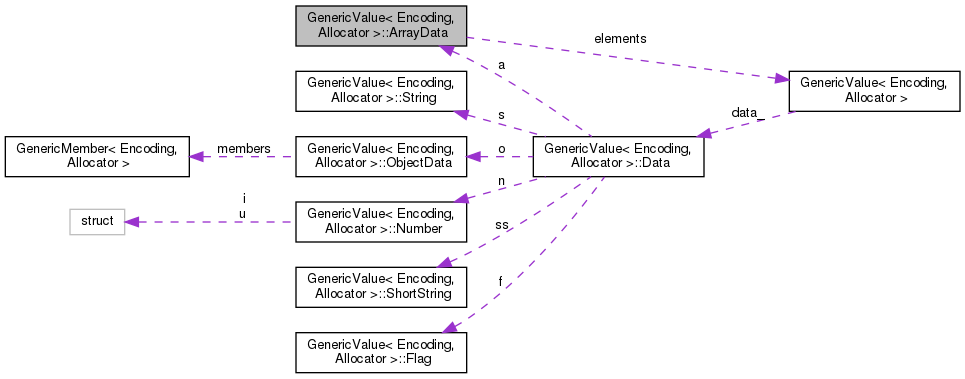 GenericValue< Encoding,
Allocator >::ArrayData
elements
a
GenericValue< Encoding,
Allocator >::String
GenericValue< Encoding,
Allocator >
s
data_
GenericMember< Encoding,
Allocator >
members
GenericValue< Encoding,
Allocator >::ObjectData
o
GenericValue< Encoding,
Allocator >::Data
n
struct
i
u
GenericValue< Encoding,
Allocator >::Number
ss
GenericValue< Encoding,
Allocator >::ShortString
f
GenericValue< Encoding,
Allocator >::Flag